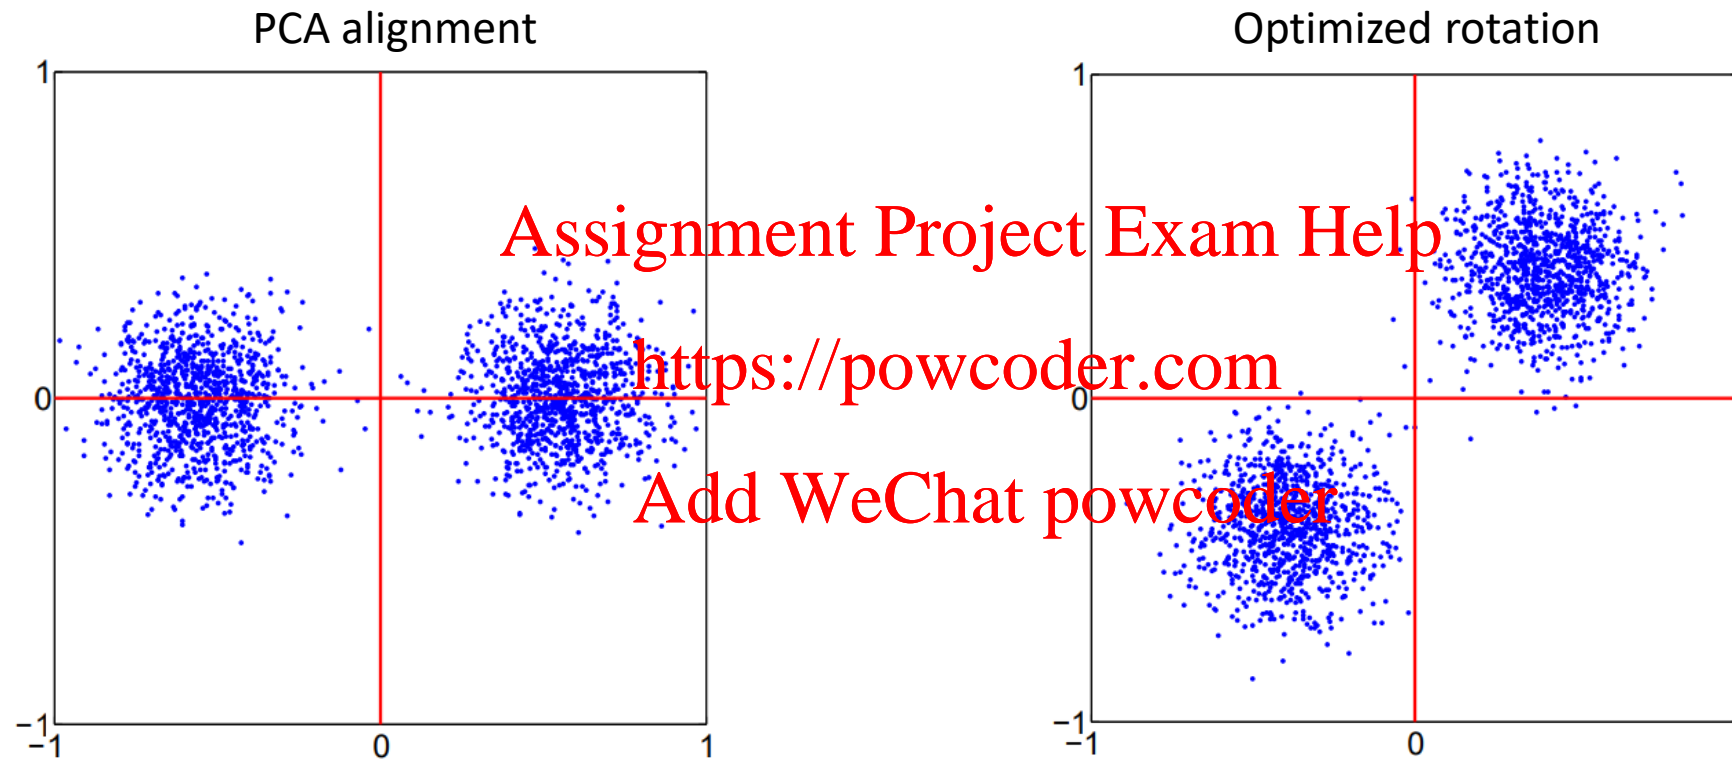 PCA alignment
Optimized rotation
1
1
Assignment Project Exam Help
https://powcoder.com
0
0
Add WeChat powcoder
−1
−1
−1
0
1
−1
0